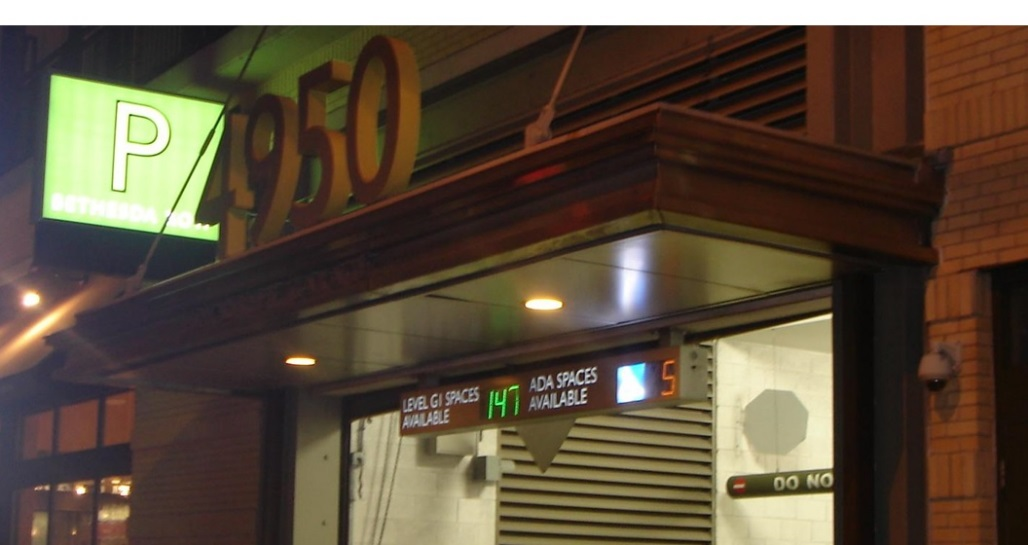 P
BETHESDA
4950
LEVEL G1 SPACES
AVAILABLE
147
ADA SPACES
AVAILABLE
5
DO NO